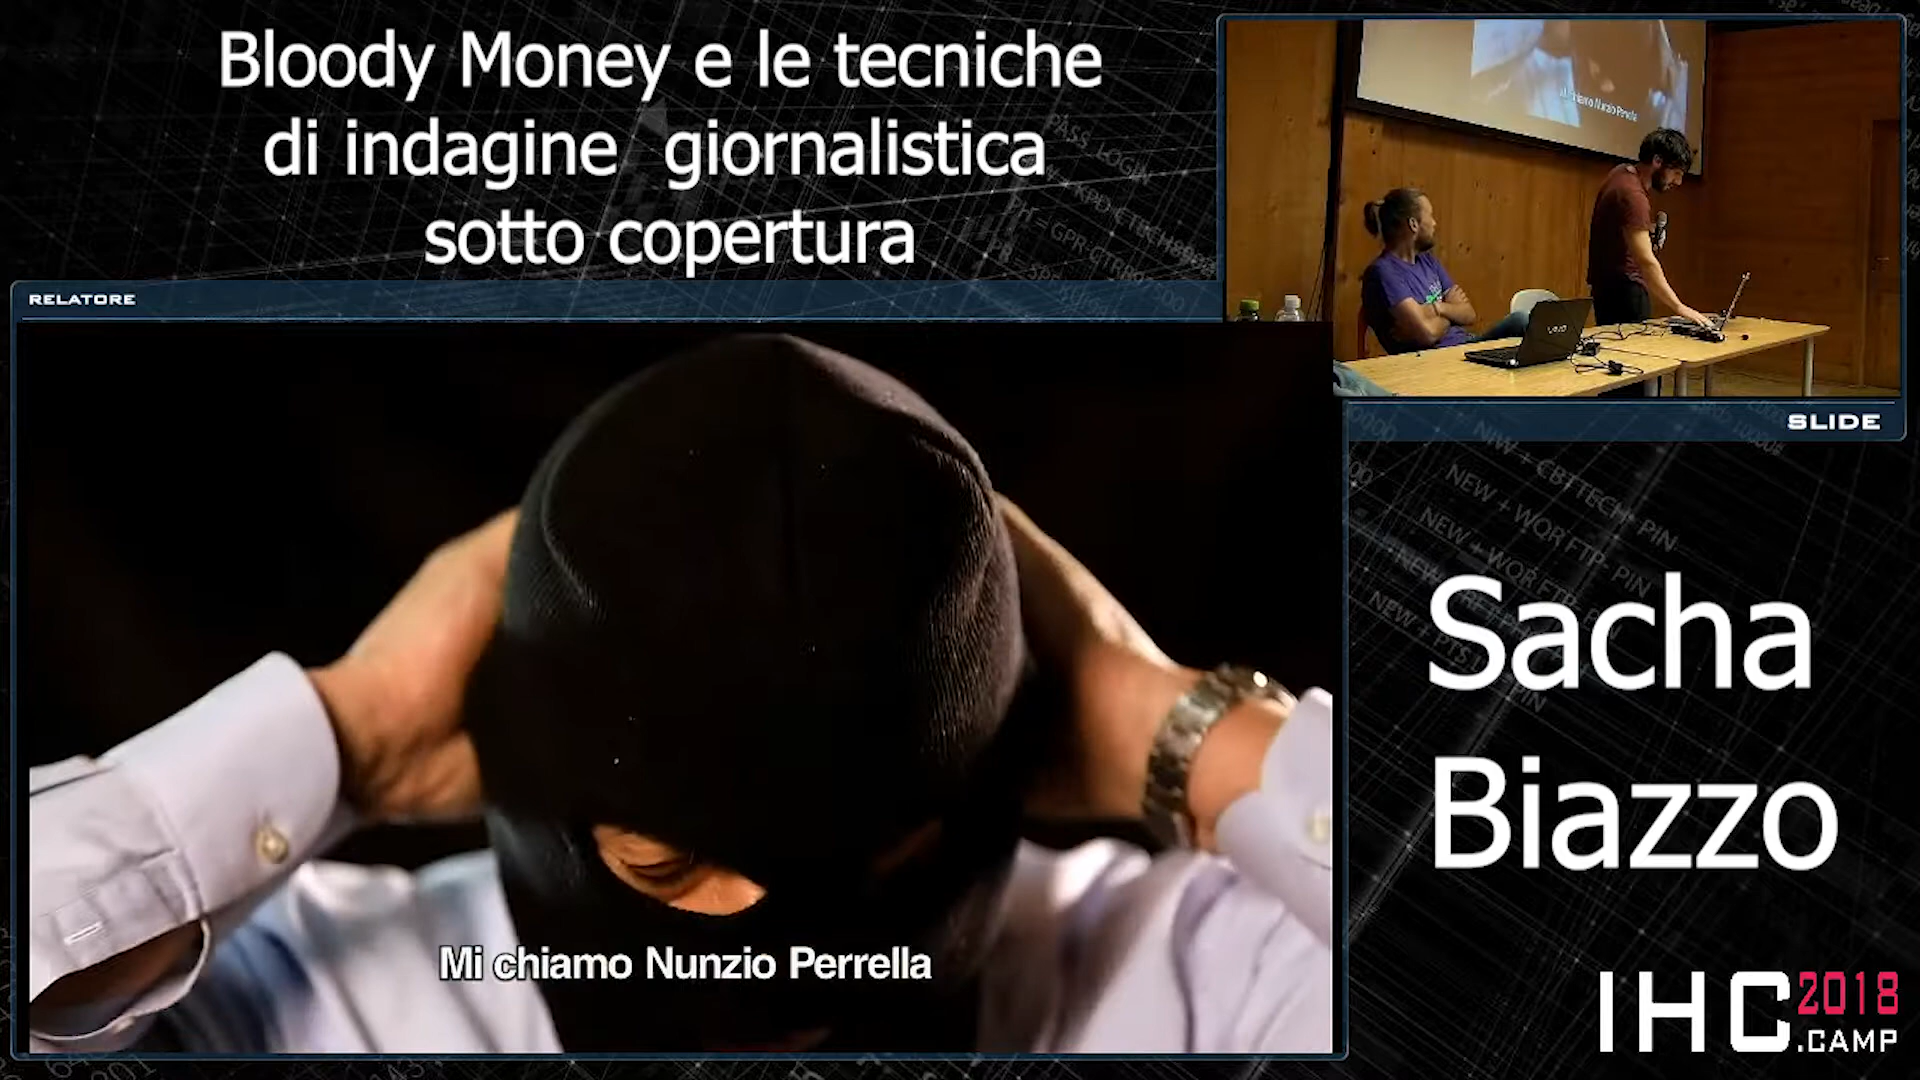 Bloody Money e le tecniche
di indagine giornalistica
sotto copertura
RELATORE
Mi chiamo Nunzio Perrella
SLIDE
Sacha
Biazzo
IHC 2018
.CAMP